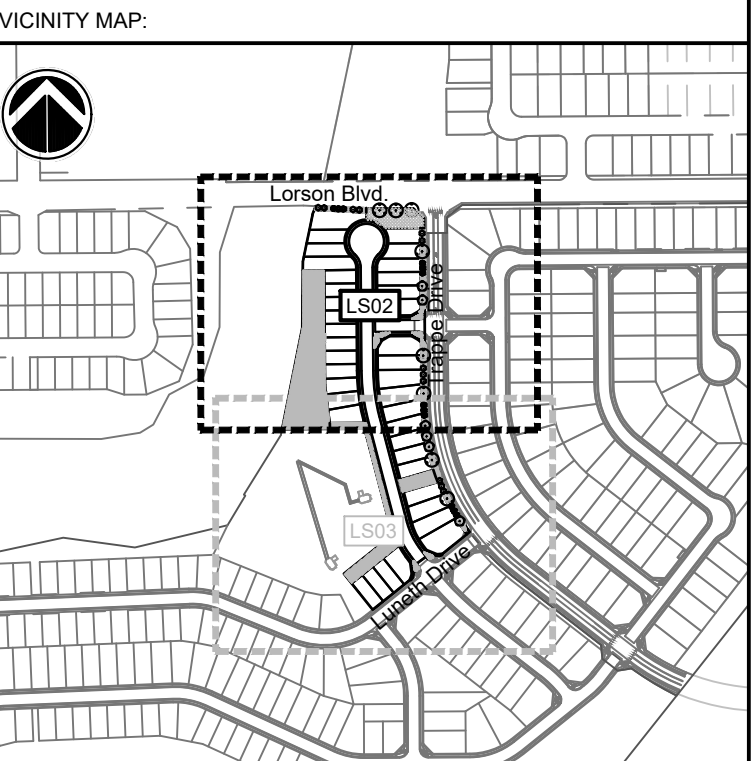 VICINITY MAP:
Lorson Blvd.
LS02
Trappe Drive
LS03
Luneth Drive